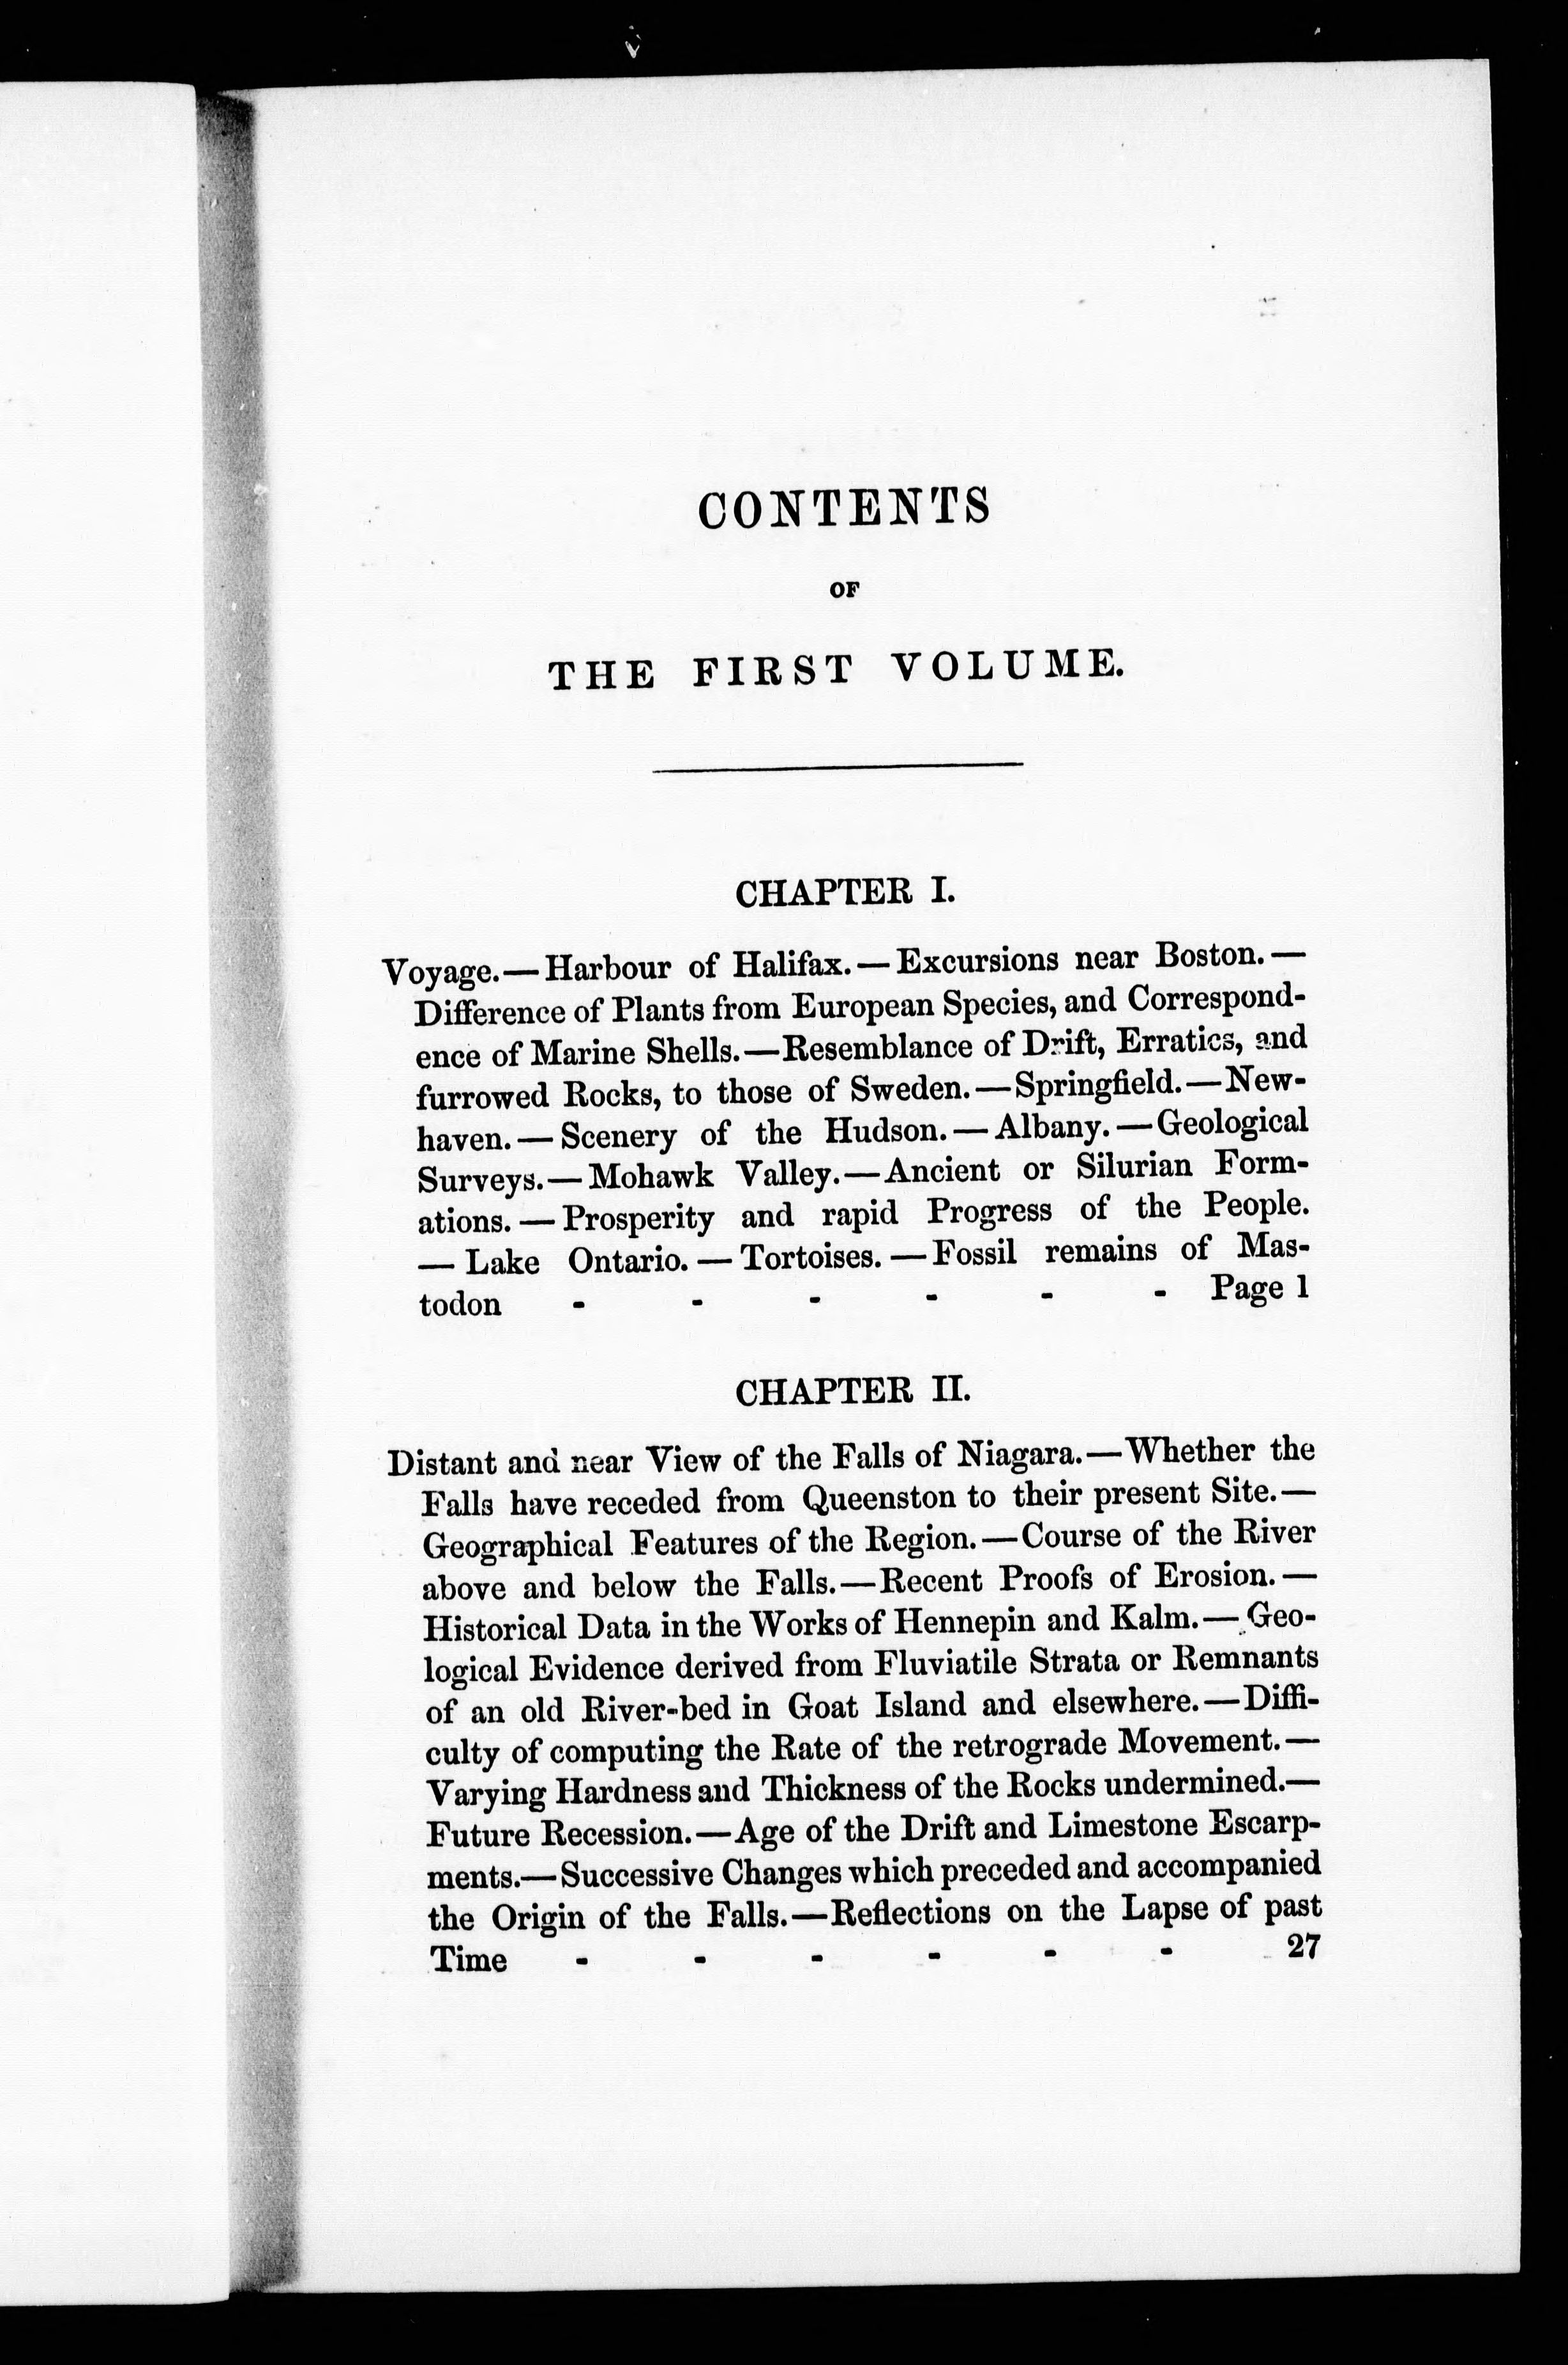 CONTENTS
OF
THE FIRST VOLUME.
CHAPTER I.
Voyage.—Harbour of Halifax.—Excursions near Boston.—
Difference of Plants from European Species, and Correspond-
ence of Marine Shells.—Resemblance of Drift, Erratics, and
furrowed Rocks, to those of Sweden.—Springfield.—New-
haven.—Scenery of the Hudson.—Albany.—Geological
Surveys.—Mohawk Valley.—Ancient or Silurian Form-
ations.—Prosperity and rapid Progress of the People.
—Lake Ontario.—Tortoises.—Fossil remains of Mas-
todon - - - - - - Page 1
CHAPTER II.
Distant and near View of the Falls of Niagara.—Whether the
Falls have receded from Queenston to their present Site.—
Geographical Features of the Region.—Course of the River
above and below the Falls.—Recent Proofs of Erosion.—
Historical Data in the Works of Hennepin and Kalm.—Geo-
logical Evidence derived from Fluviatile Strata or Remnants
of an old River-bed in Goat Island and elsewhere.—Diffi-
culty of computing the Rate of the retrograde Movement.—
Varying Hardness and Thickness of the Rocks undermined.—
Future Recession.—Age of the Drift and Limestone Escarp-
ments.—Successive Changes which preceded and accompanied
the Origin of the Falls.—Reflections on the Lapse of past
Time - - - - - - 27